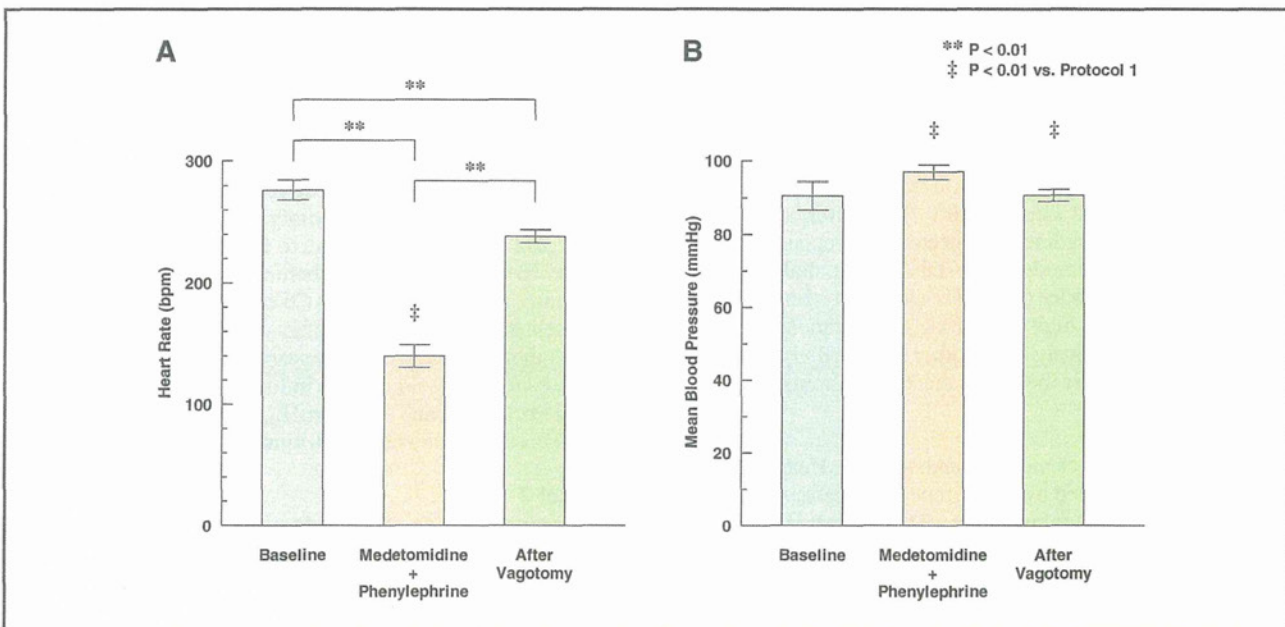 A
B
** P < 0.01
‡ P < 0.01 vs. Protocol 1
**
**
**
‡
‡
‡
Heart Rate (bpm)
300
200
100
0
Baseline
Medetomidine
+
Phenylephrine
After
Vagotomy
Mean Blood Pressure (mmHg)
100
80
60
40
20
0
Baseline
Medetomidine
+
Phenylephrine
After
Vagotomy